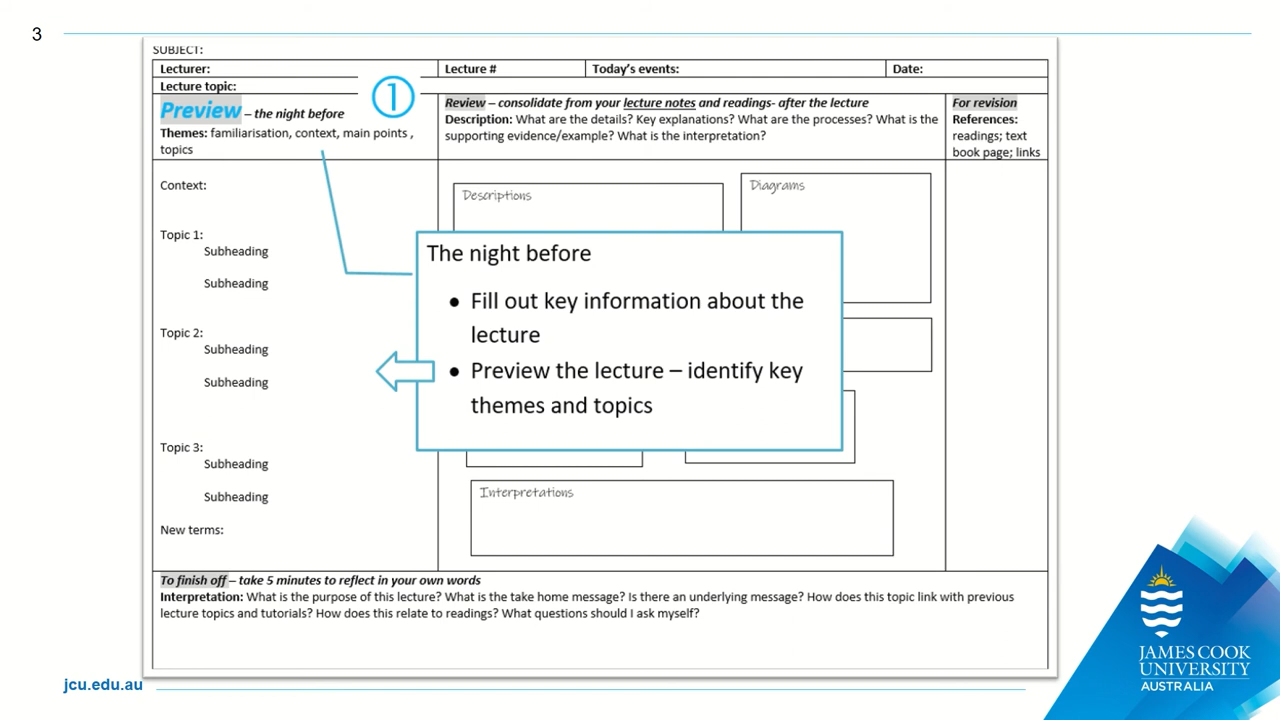 3
SUBJECT:
Lecturer:
Lecture #
Today's events:
Date:
Lecture topic:
1
Preview – the night before
Themes: familiarisation, context, main points ,
topics
Review – consolidate from your lecture notes and readings- after the lecture
Description: What are the details? Key explanations? What are the processes? What is the
supporting evidence/example? What is the interpretation?
For revision
References:
readings; text
book page; links
Context:
Topic 1:
Subheading
Subheading
Topic 2:
Subheading
Subheading
Topic 3:
Subheading
Subheading
New terms:
Descriptions
Diagrams
The night before
• Fill out key information about the
lecture
• Preview the lecture – identify key
themes and topics
Interpretations
To finish off – take 5 minutes to reflect in your own words
Interpretation: What is the purpose of this lecture? What is the take home message? Is there an underlying message? How does this topic link with previous
lecture topics and tutorials? How does this relate to readings? What questions should I ask myself?
jcu.edu.au
JAMES COOK
UNIVERSITY
AUSTRALIA